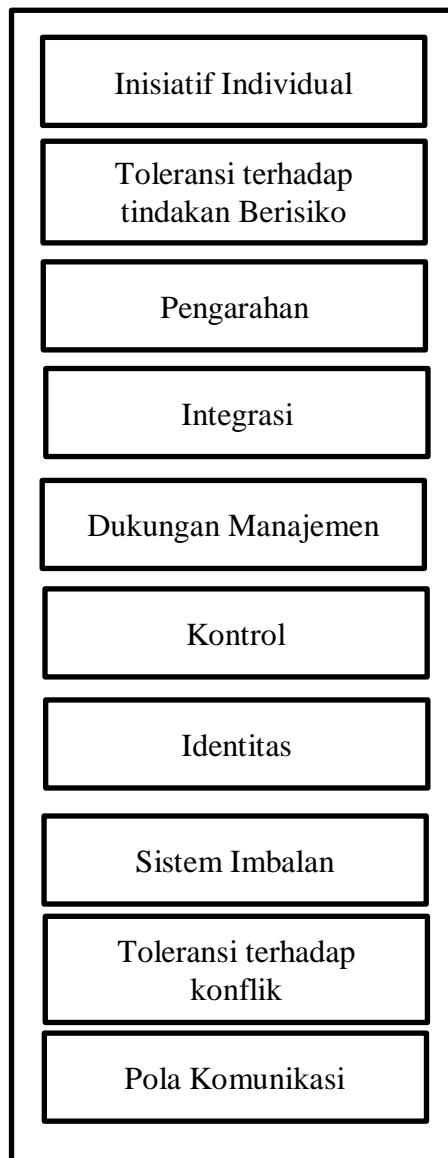 Inisiatif Individual
Toleransi terhadap
tindakan Berisiko
Pengarahan
Integrasi
Dukungan Manajemen
Kontrol
Identitas
Sistem Imbalan
Toleransi terhadap
konflik
Pola Komunikasi